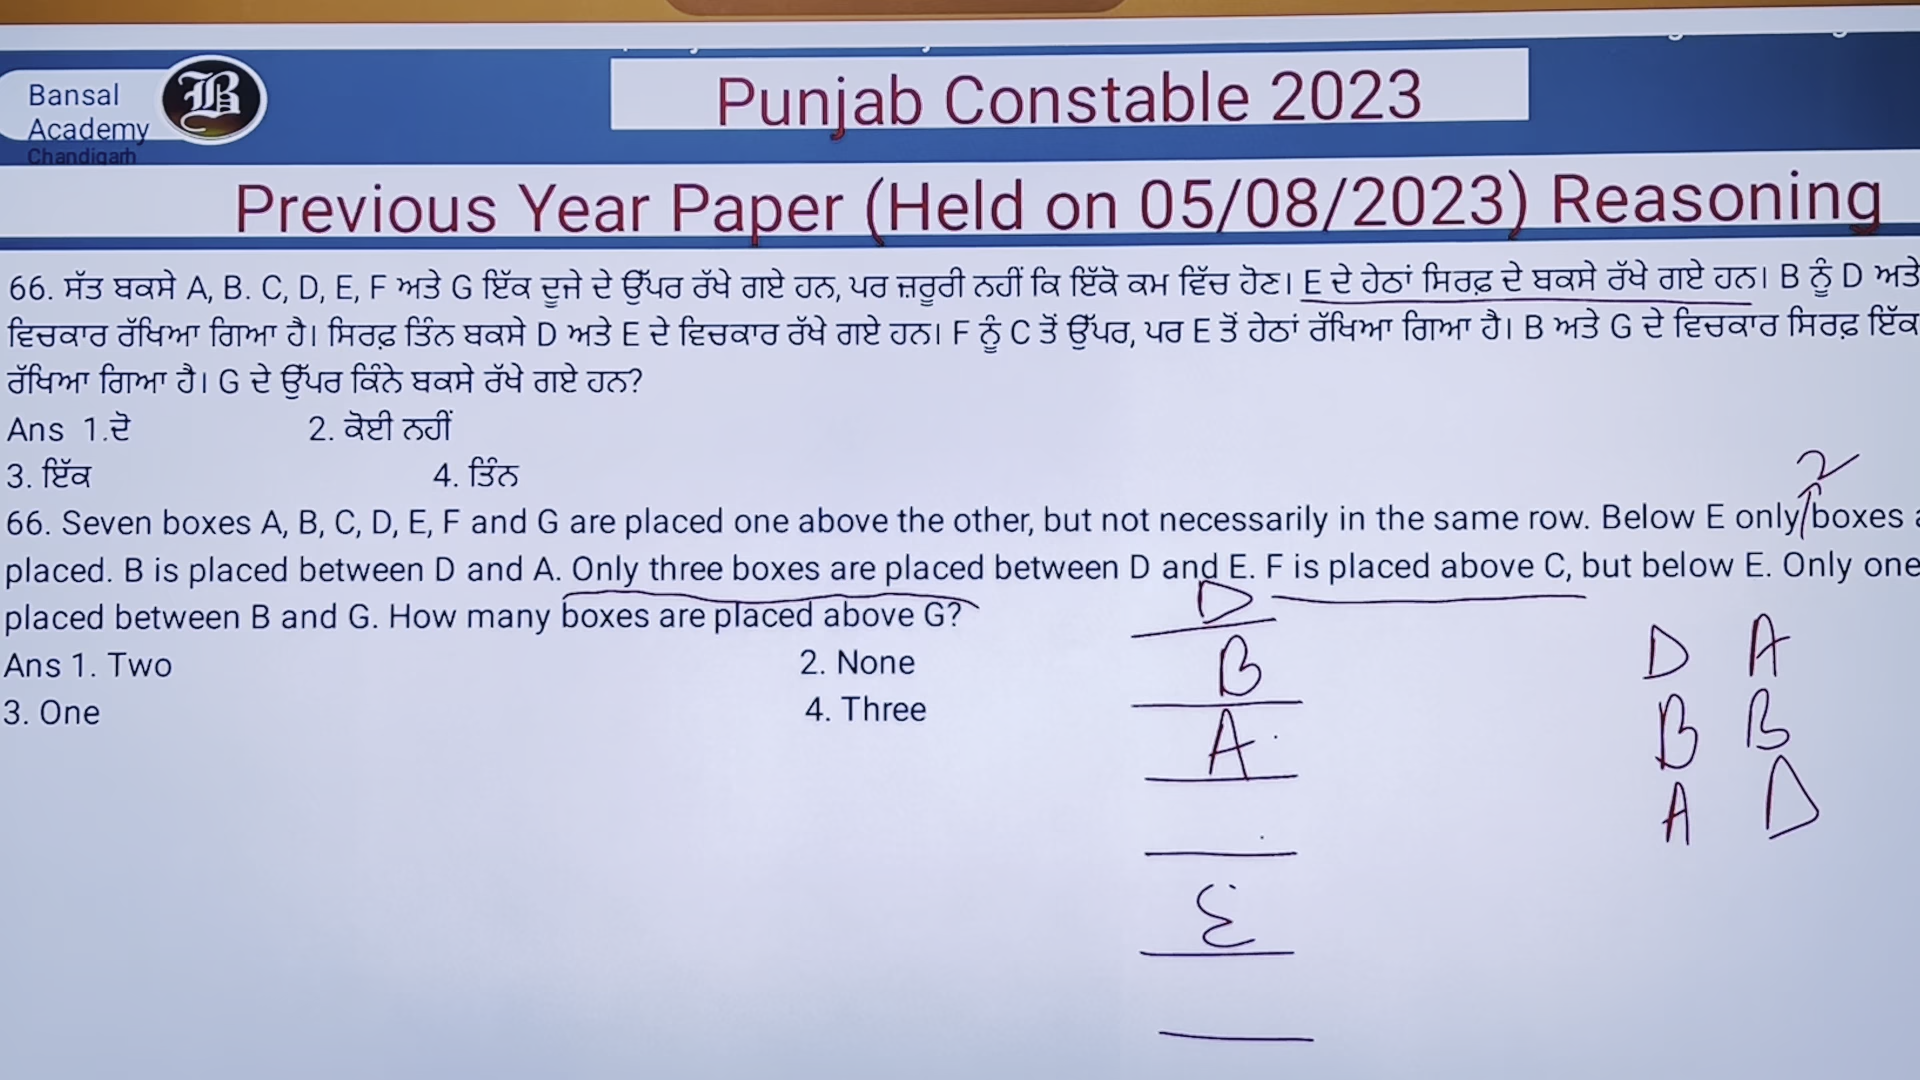 Bansal
Academy
Chandigarh
B
Punjab Constable 2023
Previous Year Paper (Held on 05/08/2023) Reasoning
66. ਸੱਤ ਬਕਸੇ A, B. C, D, E, F ਅਤੇ G ਇੱਕ ਦੂਜੇ ਦੇ ਉੱਪਰ ਰੱਖੇ ਗਏ ਹਨ, ਪਰ ਜ਼ਰੂਰੀ ਨਹੀਂ ਕਿ ਇੱਕੋ ਕਮ ਵਿੱਚ ਹੋਣ। E ਦੇ ਹੇਠਾਂ ਸਿਰਫ਼ ਦੇ ਬਕਸੇ ਰੱਖੇ ਗਏ ਹਨ। B ਨੂੰ D ਅਤੇ
ਵਿਚਕਾਰ ਰੱਖਿਆ ਗਿਆ ਹੈ। ਸਿਰਫ਼ ਤਿੰਨ ਬਕਸੇ D ਅਤੇ E ਦੇ ਵਿਚਕਾਰ ਰੱਖੇ ਗਏ ਹਨ। F ਨੂੰ C ਤੋਂ ਉੱਪਰ, ਪਰ E ਤੋਂ ਹੇਠਾਂ ਰੱਖਿਆ ਗਿਆ ਹੈ। B ਅਤੇ G ਦੇ ਵਿਚਕਾਰ ਸਿਰਫ ਇੱਕ
ਰੱਖਿਆ ਗਿਆ ਹੈ। G ਦੇ ਉੱਪਰ ਕਿੰਨੇ ਬਕਸੇ ਰੱਖੇ ਗਏ ਹਨ?
Ans 1.ਦੋ 2. ਕੋਈ ਨਹੀਂ
3. ਇੱਕ 4. ਤਿੰਨ
2
66. Seven boxes A, B, C, D, E, F and G are placed one above the other, but not necessarily in the same row. Below E only boxes
placed. B is placed between D and A. Only three boxes are placed between D and E. F is placed above C, but below E. Only one
placed between B and G. How many boxes are placed above G?
Ans 1. Two 2. None
3. One 4. Three
D
B
A
E
D A
B B
A D